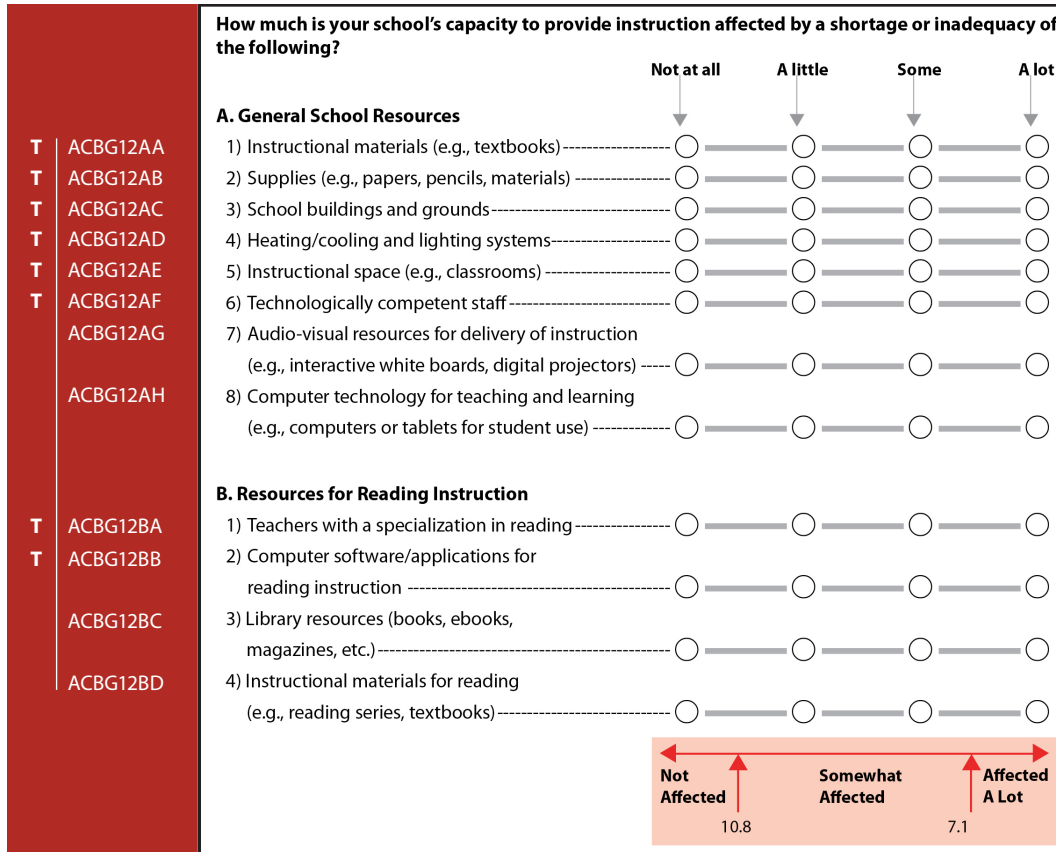 How much is your school's capacity to provide instruction affected by a shortage or inadequacy of
the following?
Not at all A little Some A lot
A. General School Resources
T ACBG12AA 1) Instructional materials (e.g., textbooks)
T ACBG12AB 2) Supplies (e.g., papers, pencils, materials)
T ACBG12AC 3) School buildings and grounds
T ACBG12AD 4) Heating/cooling and lighting systems
T ACBG12AE 5) Instructional space (e.g., classrooms)
T ACBG12AF 6) Technologically competent staff
ACBG12AG 7) Audio-visual resources for delivery of instruction
(e.g., interactive white boards, digital projectors)
ACBG12AH 8) Computer technology for teaching and learning
(e.g., computers or tablets for student use)
B. Resources for Reading Instruction
T ACBG12BA 1) Teachers with a specialization in reading
T ACBG12BB 2) Computer software/applications for
reading instruction
ACBG12BC 3) Library resources (books, ebooks,
magazines, etc.)
ACBG12BD 4) Instructional materials for reading
(e.g., reading series, textbooks)
Not Somewhat Affected
Affected Affected A Lot
10.8 7.1